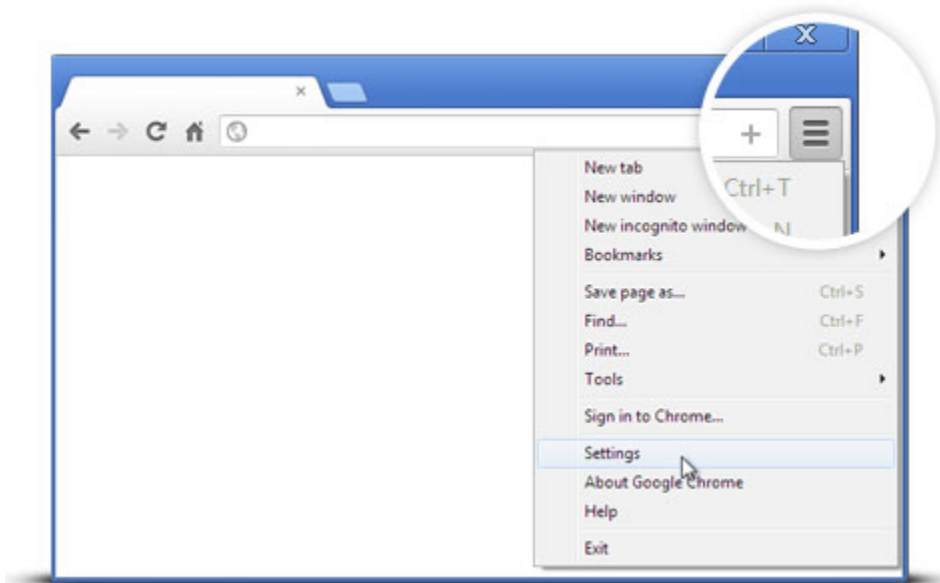 New tab Ctrl+T
New window
New incognito window N
Bookmarks
Save page as... Ctrl+S
Find... Ctrl+F
Print... Ctrl+P
Tools
Sign in to Chrome...
Settings
About Google Chrome
Help
Exit